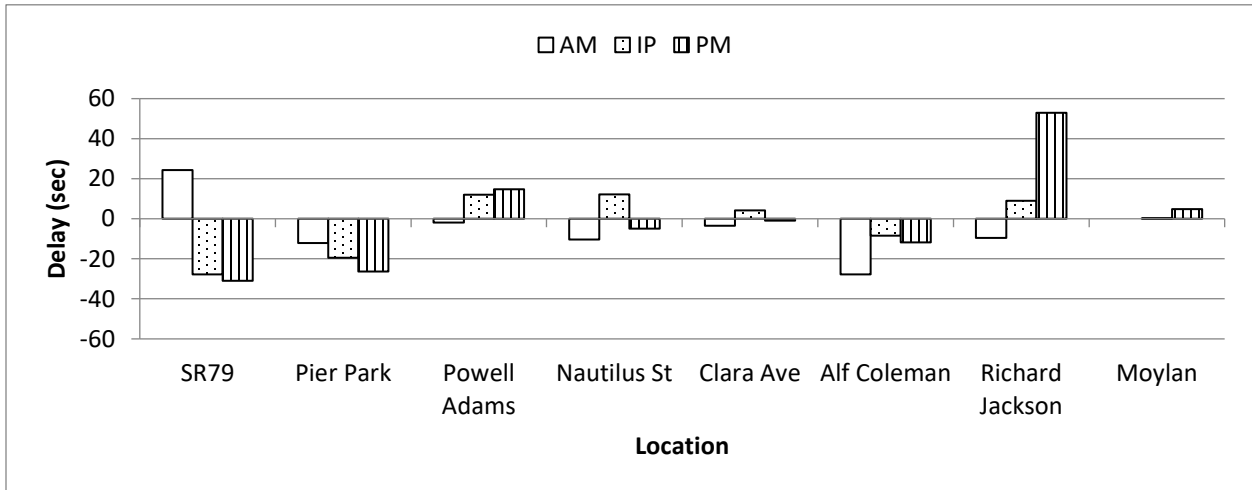 AM IP PM
60
40
20
0
-20
-40
-60
Delay (sec)
SR79 Pier Park Powell Adams Nautilus St Clara Ave Alf Coleman Richard Jackson Moylan
Location